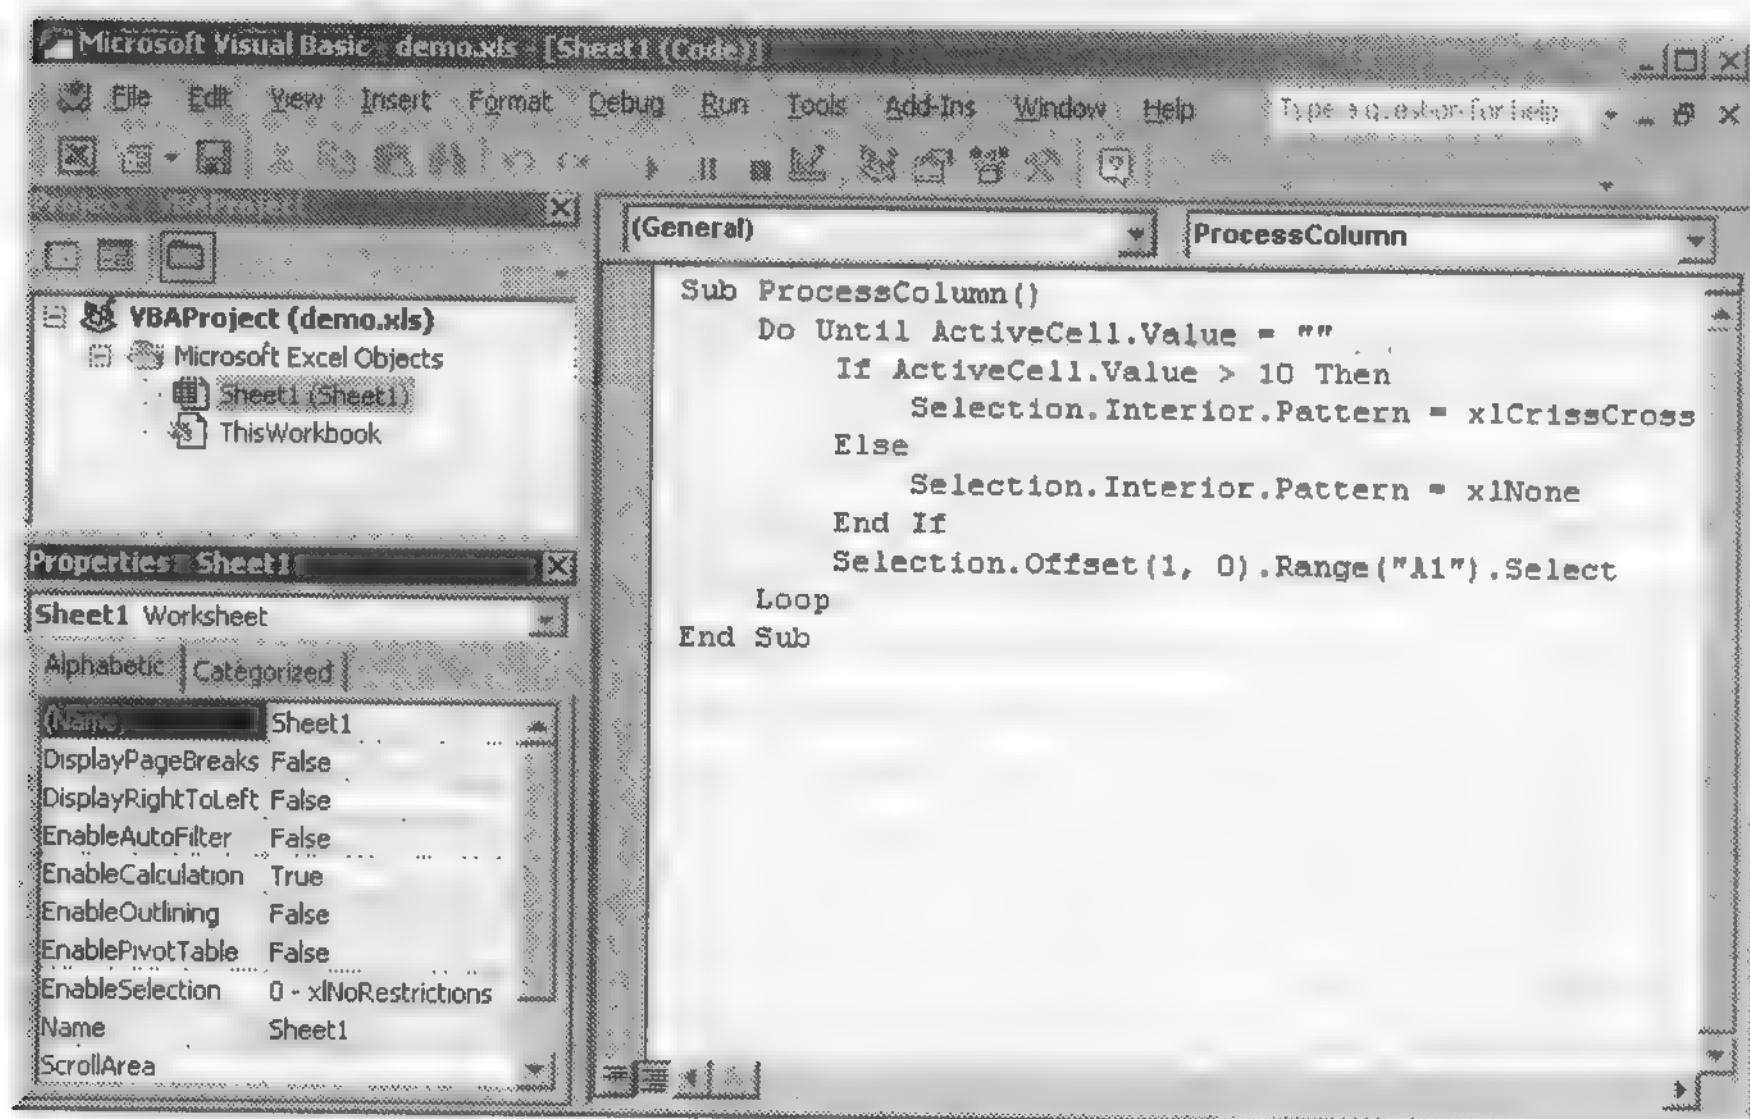 Microsoft Visual Basic - demo.xls - [Sheet1 (Code)]
File Edit View Insert Format Debug Run Tools Add-Ins Window Help Type a question for help
(General) ProcessColumn
VBAProject (demo.xls)
Microsoft Excel Objects
Sheet1 (Sheet1)
ThisWorkbook
Properties - Sheet1
Sheet1 Worksheet
Alphabetic Categorized
(Name) Sheet1
DisplayPageBreaks False
DisplayRightToLeft False
EnableAutoFilter False
EnableCalculation True
EnableOutlining False
EnablePivotTable False
EnableSelection 0 - xlNoRestrictions
Name Sheet1
ScrollArea
Sub ProcessColumn()
    Do Until ActiveCell.Value = ""
        If ActiveCell.Value > 10 Then
            Selection.Interior.Pattern = xlCrissCross
        Else
            Selection.Interior.Pattern = xlNone
        End If
        Selection.Offset(1, 0).Range("A1").Select
    Loop
End Sub